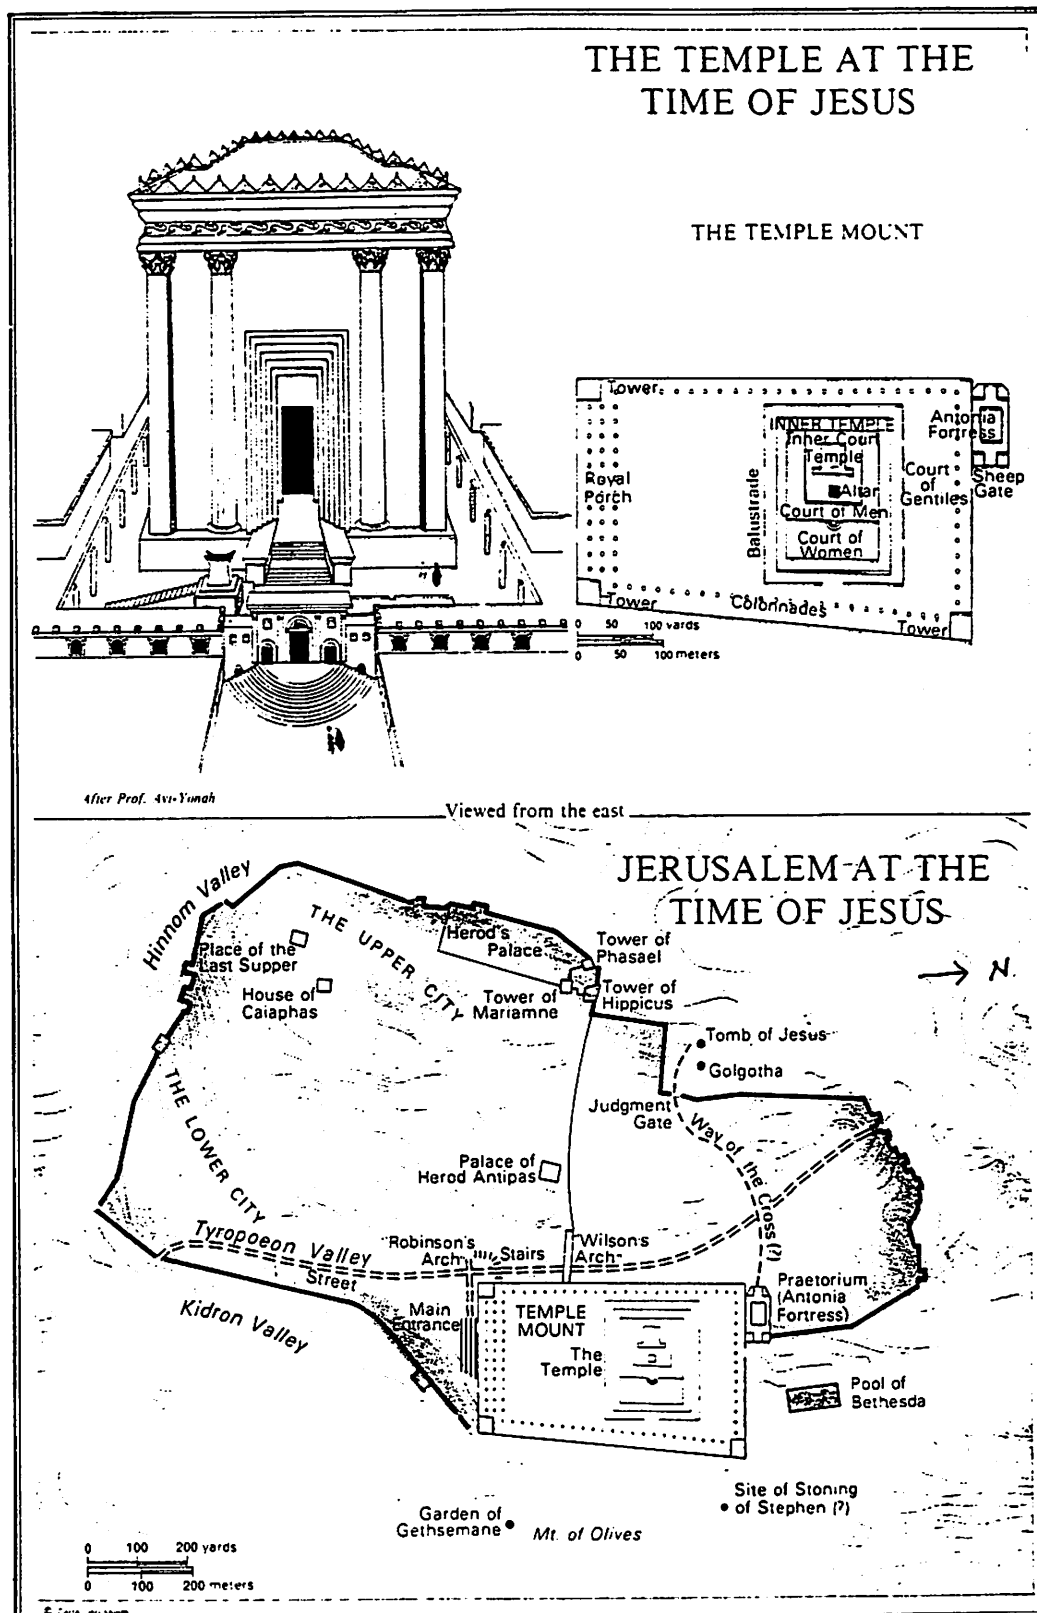 THE TEMPLE AT THE
TIME OF JESUS
THE TEMPLE MOUNT
Tower
Antonia
Fortress
INNER TEMPLE
Inner Court
Temple
Royal
Porch
Altar
Court
of
Gentiles
Sheep
Gate
Balustrade
Court of Men
Court of
Women
Tower
Colonnades
Tower
0 50 100 yards
0 50 100 meters
After Prof. Avi-Yonah
Viewed from the east
JERUSALEM AT THE
TIME OF JESUS
Hinnom Valley
THE UPPER CITY
Herod's
Palace
Tower of
Phasael
Place of the
Last Supper
N.
House of
Caiaphas
Tower of
Mariamne
Tower of
Hippicus
Tomb of Jesus
Golgotha
Judgment
Gate
Way of the Cross (?)
THE LOWER CITY
Palace of
Herod Antipas
Tyropoeon Valley
Street
Robinson's
Arch
Stairs
Wilson's
Arch
Praetorium
(Antonia
Fortress)
Main
Entrance
TEMPLE
MOUNT
The
Temple
Kidron Valley
Pool of
Bethesda
Site of Stoning
of Stephen (?)
Garden of
Gethsemane
Mt. of Olives
0 100 200 yards
0 100 200 meters